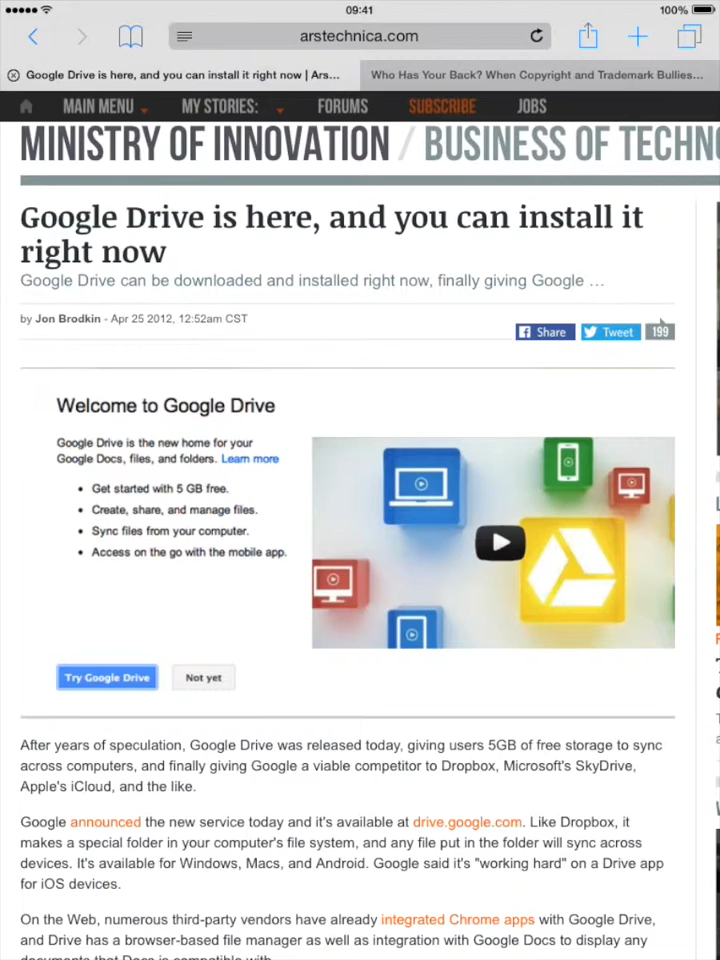 09:41
100%
arstechnica.com
Google Drive is here, and you can install it right now | Ars...
Who Has Your Back? When Copyright and Trademark Bullies...
MAIN MENU
MY STORIES:
FORUMS
SUBSCRIBE
JOBS
MINISTRY OF INNOVATION / BUSINESS OF TECHN
Google Drive is here, and you can install it
right now
Google Drive can be downloaded and installed right now, finally giving Google ...
by Jon Brodkin - Apr 25 2012, 12:52am CST
Share
Tweet
199
Welcome to Google Drive
Google Drive is the new home for your
Google Docs, files, and folders. Learn more
• Get started with 5 GB free.
• Create, share, and manage files.
• Sync files from your computer.
• Access on the go with the mobile app.
Try Google Drive
Not yet
After years of speculation, Google Drive was released today, giving users 5GB of free storage to sync
across computers, and finally giving Google a viable competitor to Dropbox, Microsoft's SkyDrive,
Apple's iCloud, and the like.
Google announced the new service today and it's available at drive.google.com. Like Dropbox, it
makes a special folder in your computer's file system, and any file put in the folder will sync across
devices. It's available for Windows, Macs, and Android. Google said it's "working hard" on a Drive app
for iOS devices.
On the Web, numerous third-party vendors have already integrated Chrome apps with Google Drive,
and Drive has a browser-based file manager as well as integration with Google Docs to display any
documents that Docs is compatible with